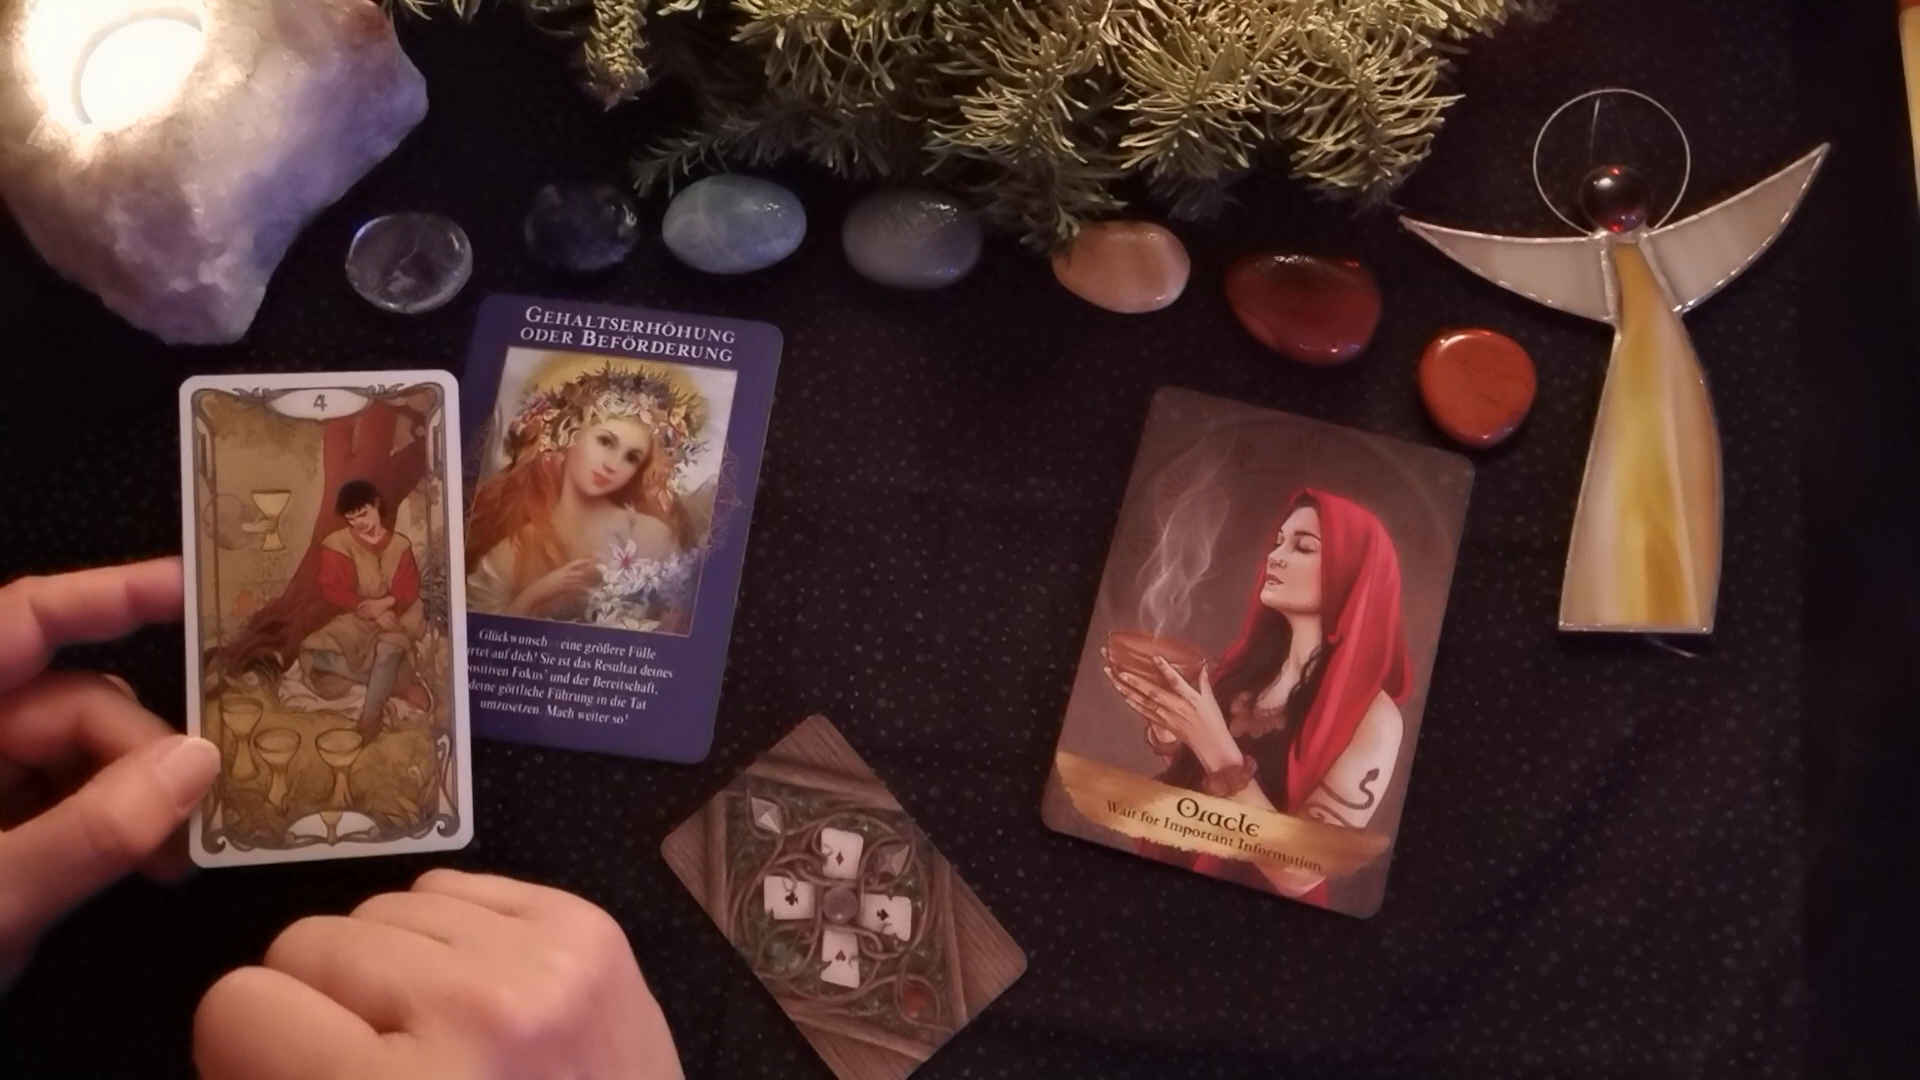 4
GEHALTSERHÖHUNG
ODER BEFÖRDERUNG
Glückwunsch eine größere Fülle
auf dich! Sie ist das Resultat deines
Fokus' und der Bereitschaft,
deine göttliche Führung in die Tat
umzusetzen. Mach weiter so!
Oracle
Wait for Important Information